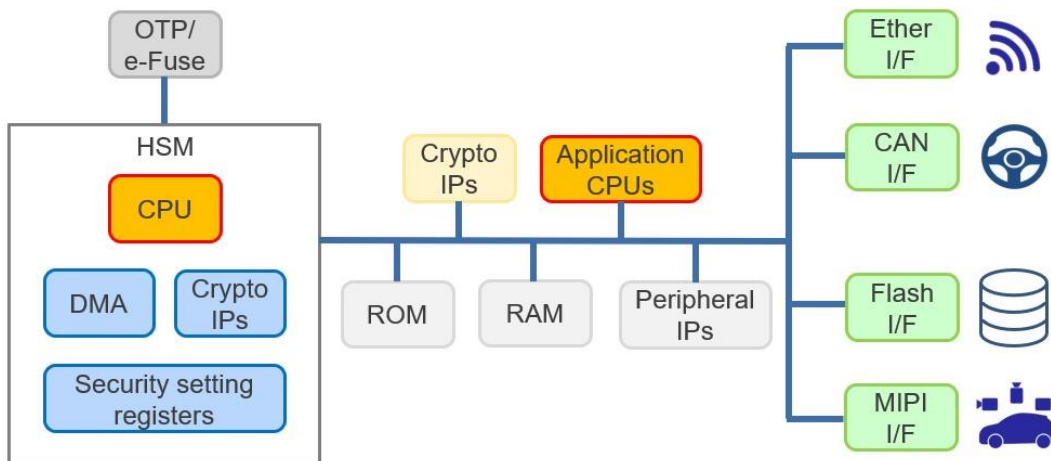 OTP/
e-Fuse
HSM
CPU
DMA
Crypto
IPs
Security setting
registers
Crypto
IPs
Application
CPUs
ROM
RAM
Peripheral
IPs
Ether
I/F
CAN
I/F
Flash
I/F
MIPI
I/F